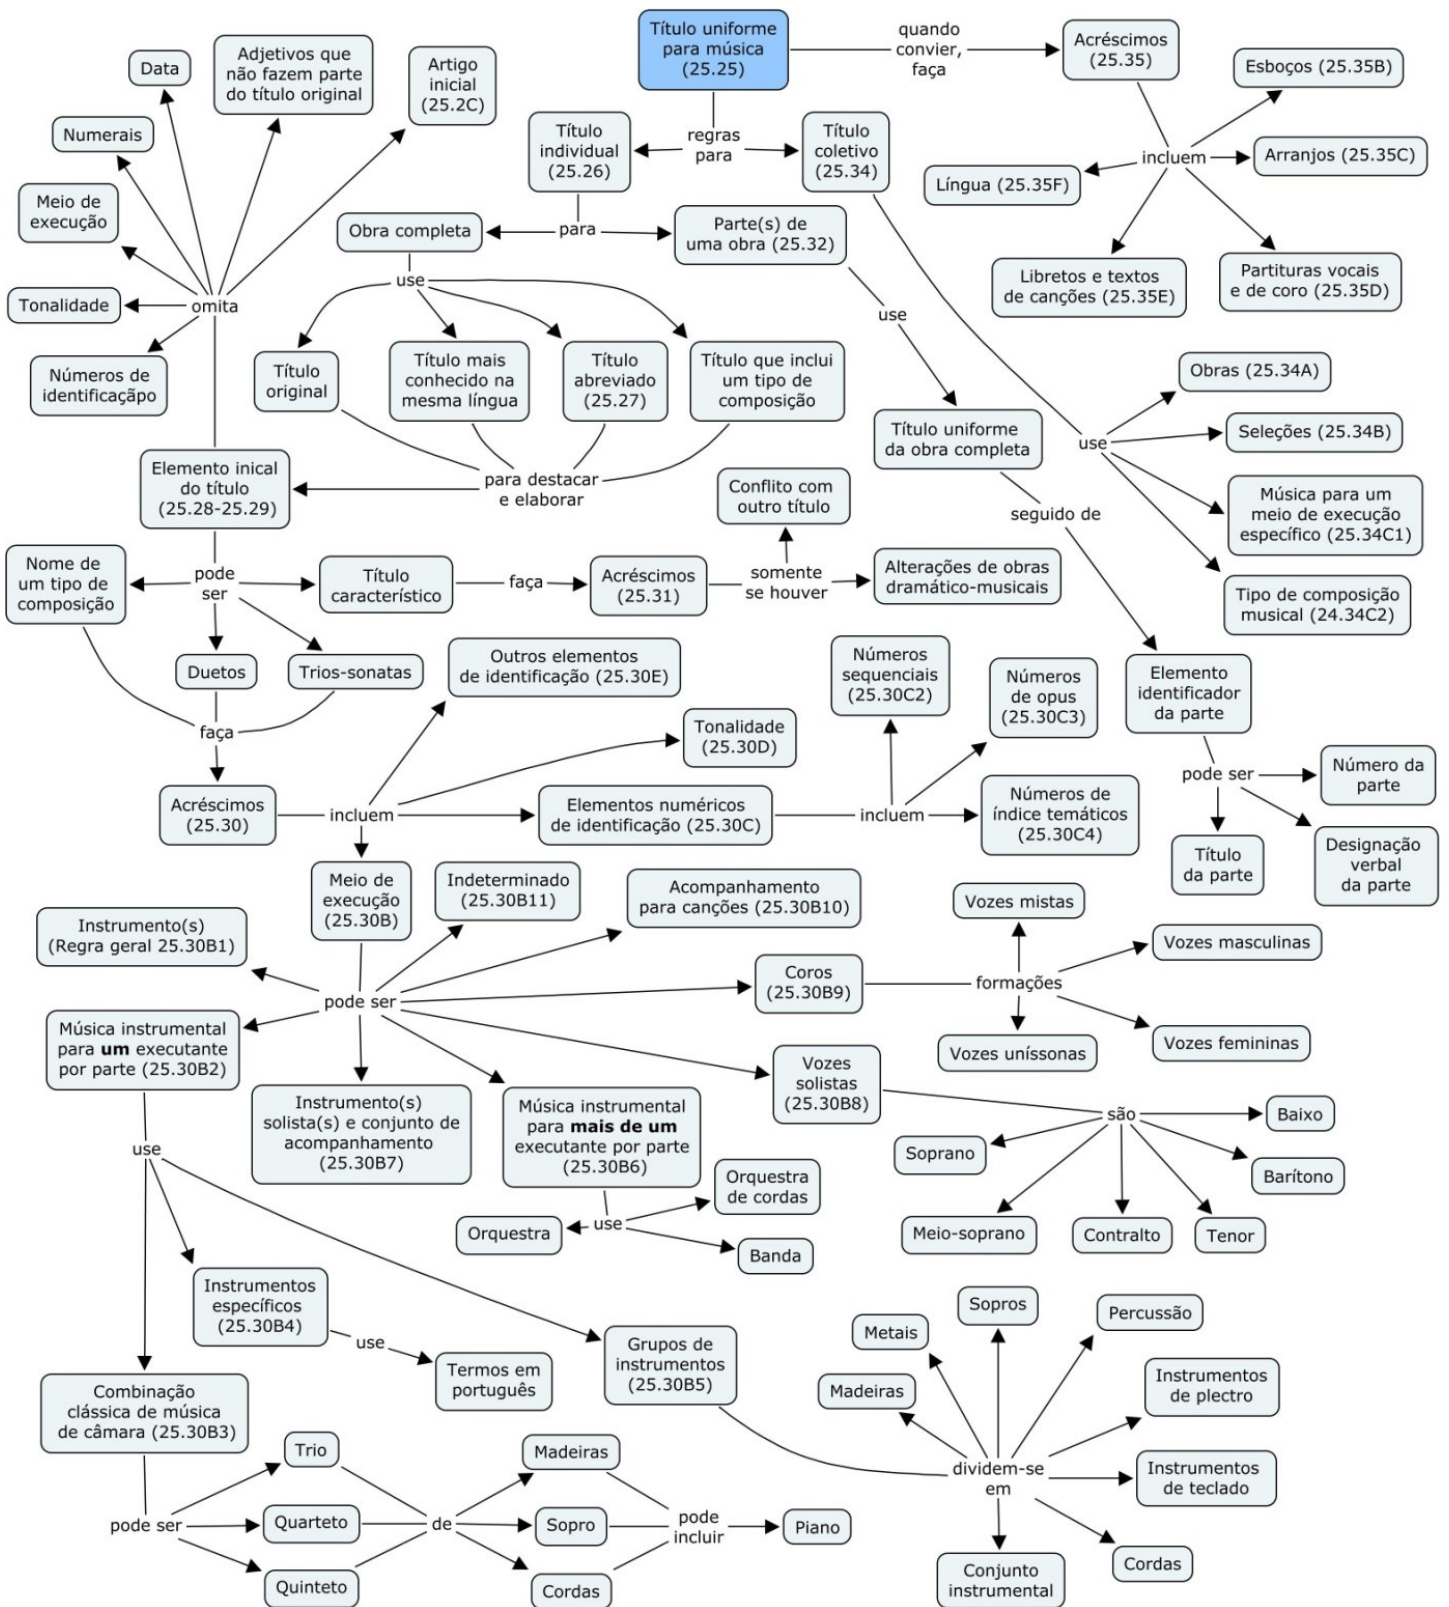 Título uniforme
para música
(25.25)
quando
convier,
faça
Acréscimos
(25.35)
incluem
Esboços (25.35B)
Arranjos (25.35C)
Língua (25.35F)
Libretos e textos
de canções (25.35E)
Partituras vocais
e de coro (25.35D)
regras
para
Título
individual
(25.26)
Título
coletivo
(25.34)
para
Obra completa
Parte(s) de
uma obra (25.32)
Data
Adjetivos que
não fazem parte
do título original
Artigo
inicial
(25.2C)
Numerais
Meio de
execução
Tonalidade
omita
Números de
identificaçãpo
use
Título
original
Título mais
conhecido na
mesma língua
Título
abreviado
(25.27)
Título que inclui
um tipo de
composição
para destacar
e elaborar
Elemento inical
do título
(25.28-25.29)
use
Título uniforme
da obra completa
seguido de
use
Obras (25.34A)
Seleções (25.34B)
Música para um
meio de execução
específico (25.34C1)
Tipo de composição
musical (24.34C2)
Nome de
um tipo de
composição
pode
ser
Título
característico
faça
Acréscimos
(25.31)
somente
se houver
Conflito com
outro título
Alterações de obras
dramático-musicais
Duetos
Trios-sonatas
faça
Acréscimos
(25.30)
incluem
Outros elementos
de identificação (25.30E)
Tonalidade
(25.30D)
Elementos numéricos
de identificação (25.30C)
incluem
Números
sequenciais
(25.30C2)
Números
de opus
(25.30C3)
Números de
índice temáticos
(25.30C4)
Elemento
identificador
da parte
pode ser
Número da
parte
Título
da parte
Designação
verbal
da parte
Meio de
execução
(25.30B)
Indeterminado
(25.30B11)
Acompanhamento
para canções (25.30B10)
Instrumento(s)
(Regra geral 25.30B1)
pode ser
Coros
(25.30B9)
formações
Vozes mistas
Vozes masculinas
Vozes uníssonas
Vozes femininas
Música instrumental
para um executante
por parte (25.30B2)
Instrumento(s)
solista(s) e conjunto de
acompanhamento
(25.30B7)
Música instrumental
para mais de um
executante por parte
(25.30B6)
Vozes
solistas
(25.30B8)
são
Baixo
Soprano
Barítono
Meio-soprano
Contralto
Tenor
use
Orquestra
de cordas
Orquestra
Banda
use
Instrumentos
específicos
(25.30B4)
use
Termos em
português
Grupos de
instrumentos
(25.30B5)
dividem-se
em
Metais
Sopros
Percussão
Madeiras
Instrumentos
de plectro
Instrumentos
de teclado
Conjunto
instrumental
Cordas
Combinação
clássica de música
de câmara (25.30B3)
pode ser
Trio
Quarteto
Quinteto
de
Madeiras
Sopro
Cordas
pode
incluir
Piano